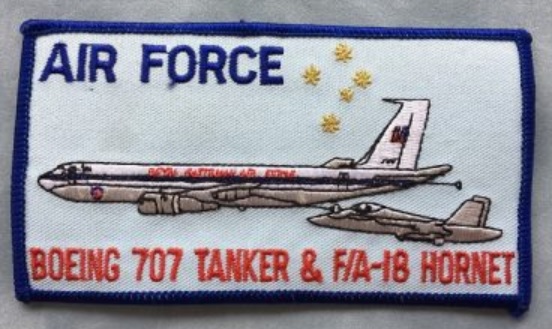 AIR FORCE
ROYAL AUSTRALIAN AIR FORCE
BOEING 707 TANKER & F/A-18 HORNET